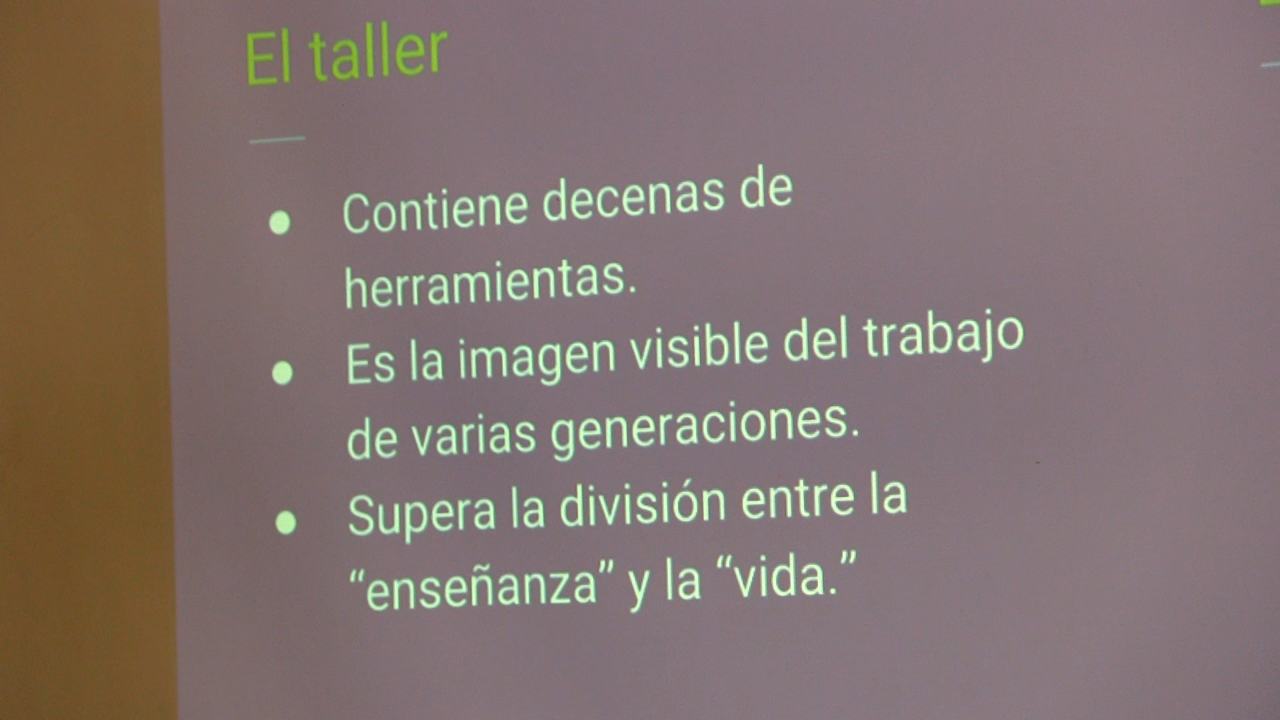 El taller
● Contiene decenas de
herramientas.
● Es la imagen visible del trabajo
de varias generaciones.
● Supera la división entre la
“enseñanza” y la “vida.”